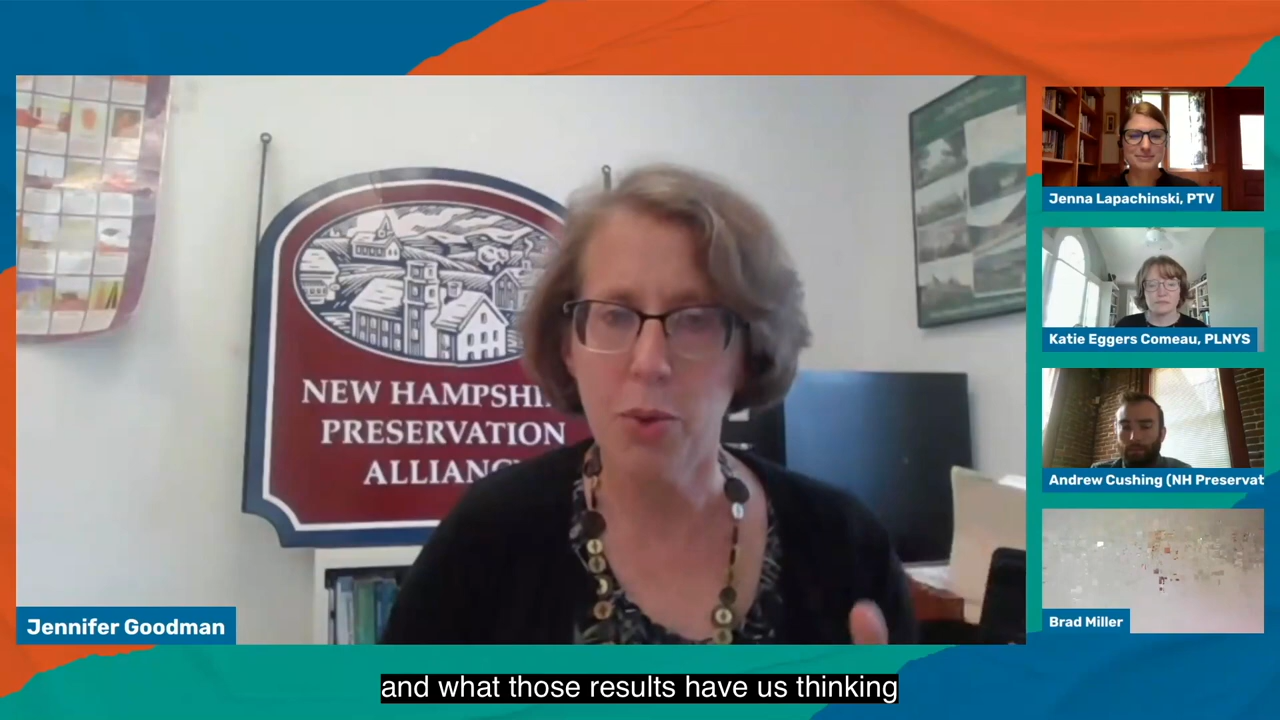 NEW HAMPSHI
PRESERVATION
ALLIANC
Jennifer Goodman
Jenna Lapachinski, PTV
Katie Eggers Comeau, PLNYS
Andrew Cushing (NH Preservat
Brad Miller
and what those results have us thinking